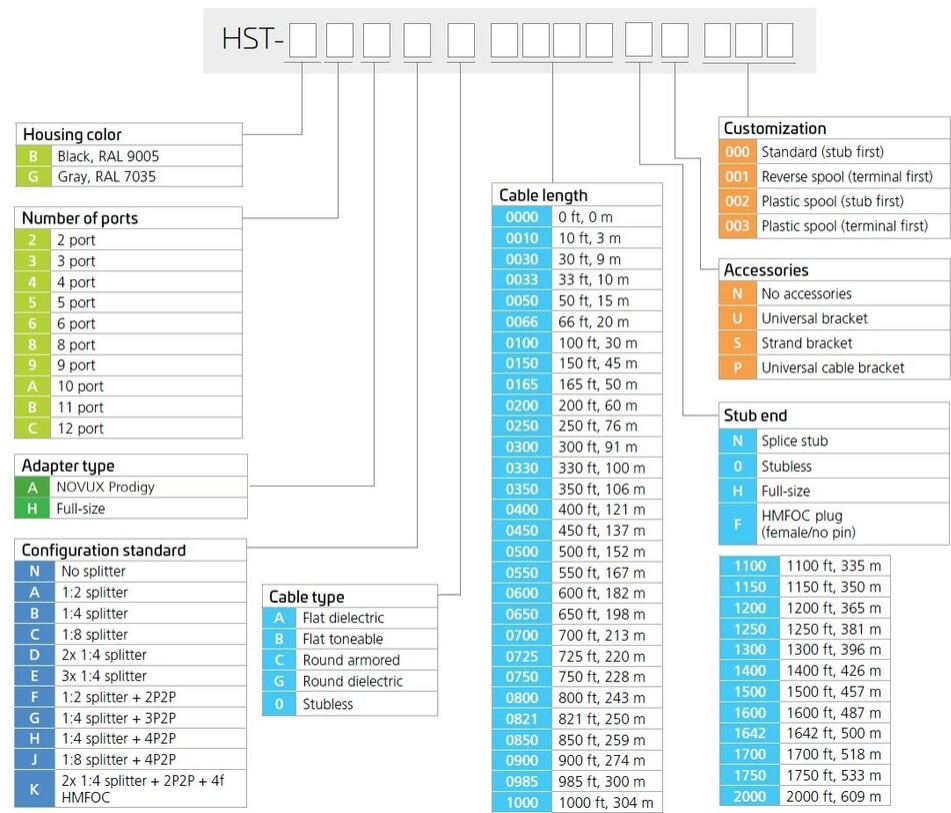 HST-
Housing color
B Black, RAL 9005
G Gray, RAL 7035
Number of ports
2 2 port
3 3 port
4 4 port
5 5 port
6 6 port
8 8 port
9 9 port
A 10 port
B 11 port
C 12 port
Adapter type
A NOVUX Prodigy
H Full-size
Configuration standard
N No splitter
A 1:2 splitter
B 1:4 splitter
C 1:8 splitter
D 2x 1:4 splitter
E 3x 1:4 splitter
F 1:2 splitter + 2P2P
G 1:4 splitter + 3P2P
H 1:4 splitter + 4P2P
J 1:8 splitter + 4P2P
K 2x 1:4 splitter + 2P2P + 4f
HMFOC
Cable type
A Flat dielectric
B Flat toneable
C Round armored
G Round dielectric
0 Stubless
Cable length
0000 0 ft, 0 m
0010 10 ft, 3 m
0030 30 ft, 9 m
0033 33 ft, 10 m
0050 50 ft, 15 m
0066 66 ft, 20 m
0100 100 ft, 30 m
0150 150 ft, 45 m
0165 165 ft, 50 m
0200 200 ft, 60 m
0250 250 ft, 76 m
0300 300 ft, 91 m
0330 330 ft, 100 m
0350 350 ft, 106 m
0400 400 ft, 121 m
0450 450 ft, 137 m
0500 500 ft, 152 m
0550 550 ft, 167 m
0600 600 ft, 182 m
0650 650 ft, 198 m
0700 700 ft, 213 m
0725 725 ft, 220 m
0750 750 ft, 228 m
0800 800 ft, 243 m
0821 821 ft, 250 m
0850 850 ft, 259 m
0900 900 ft, 274 m
0985 985 ft, 300 m
1000 1000 ft, 304 m
1100 1100 ft, 335 m
1150 1150 ft, 350 m
1200 1200 ft, 365 m
1250 1250 ft, 381 m
1300 1300 ft, 396 m
1400 1400 ft, 426 m
1500 1500 ft, 457 m
1600 1600 ft, 487 m
1642 1642 ft, 500 m
1700 1700 ft, 518 m
1750 1750 ft, 533 m
2000 2000 ft, 609 m
Stub end
N Splice stub
0 Stubless
H Full-size
F HMFOC plug
(female/no pin)
Accessories
N No accessories
U Universal bracket
S Strand bracket
P Universal cable bracket
Customization
000 Standard (stub first)
001 Reverse spool (terminal first)
002 Plastic spool (stub first)
003 Plastic spool (terminal first)